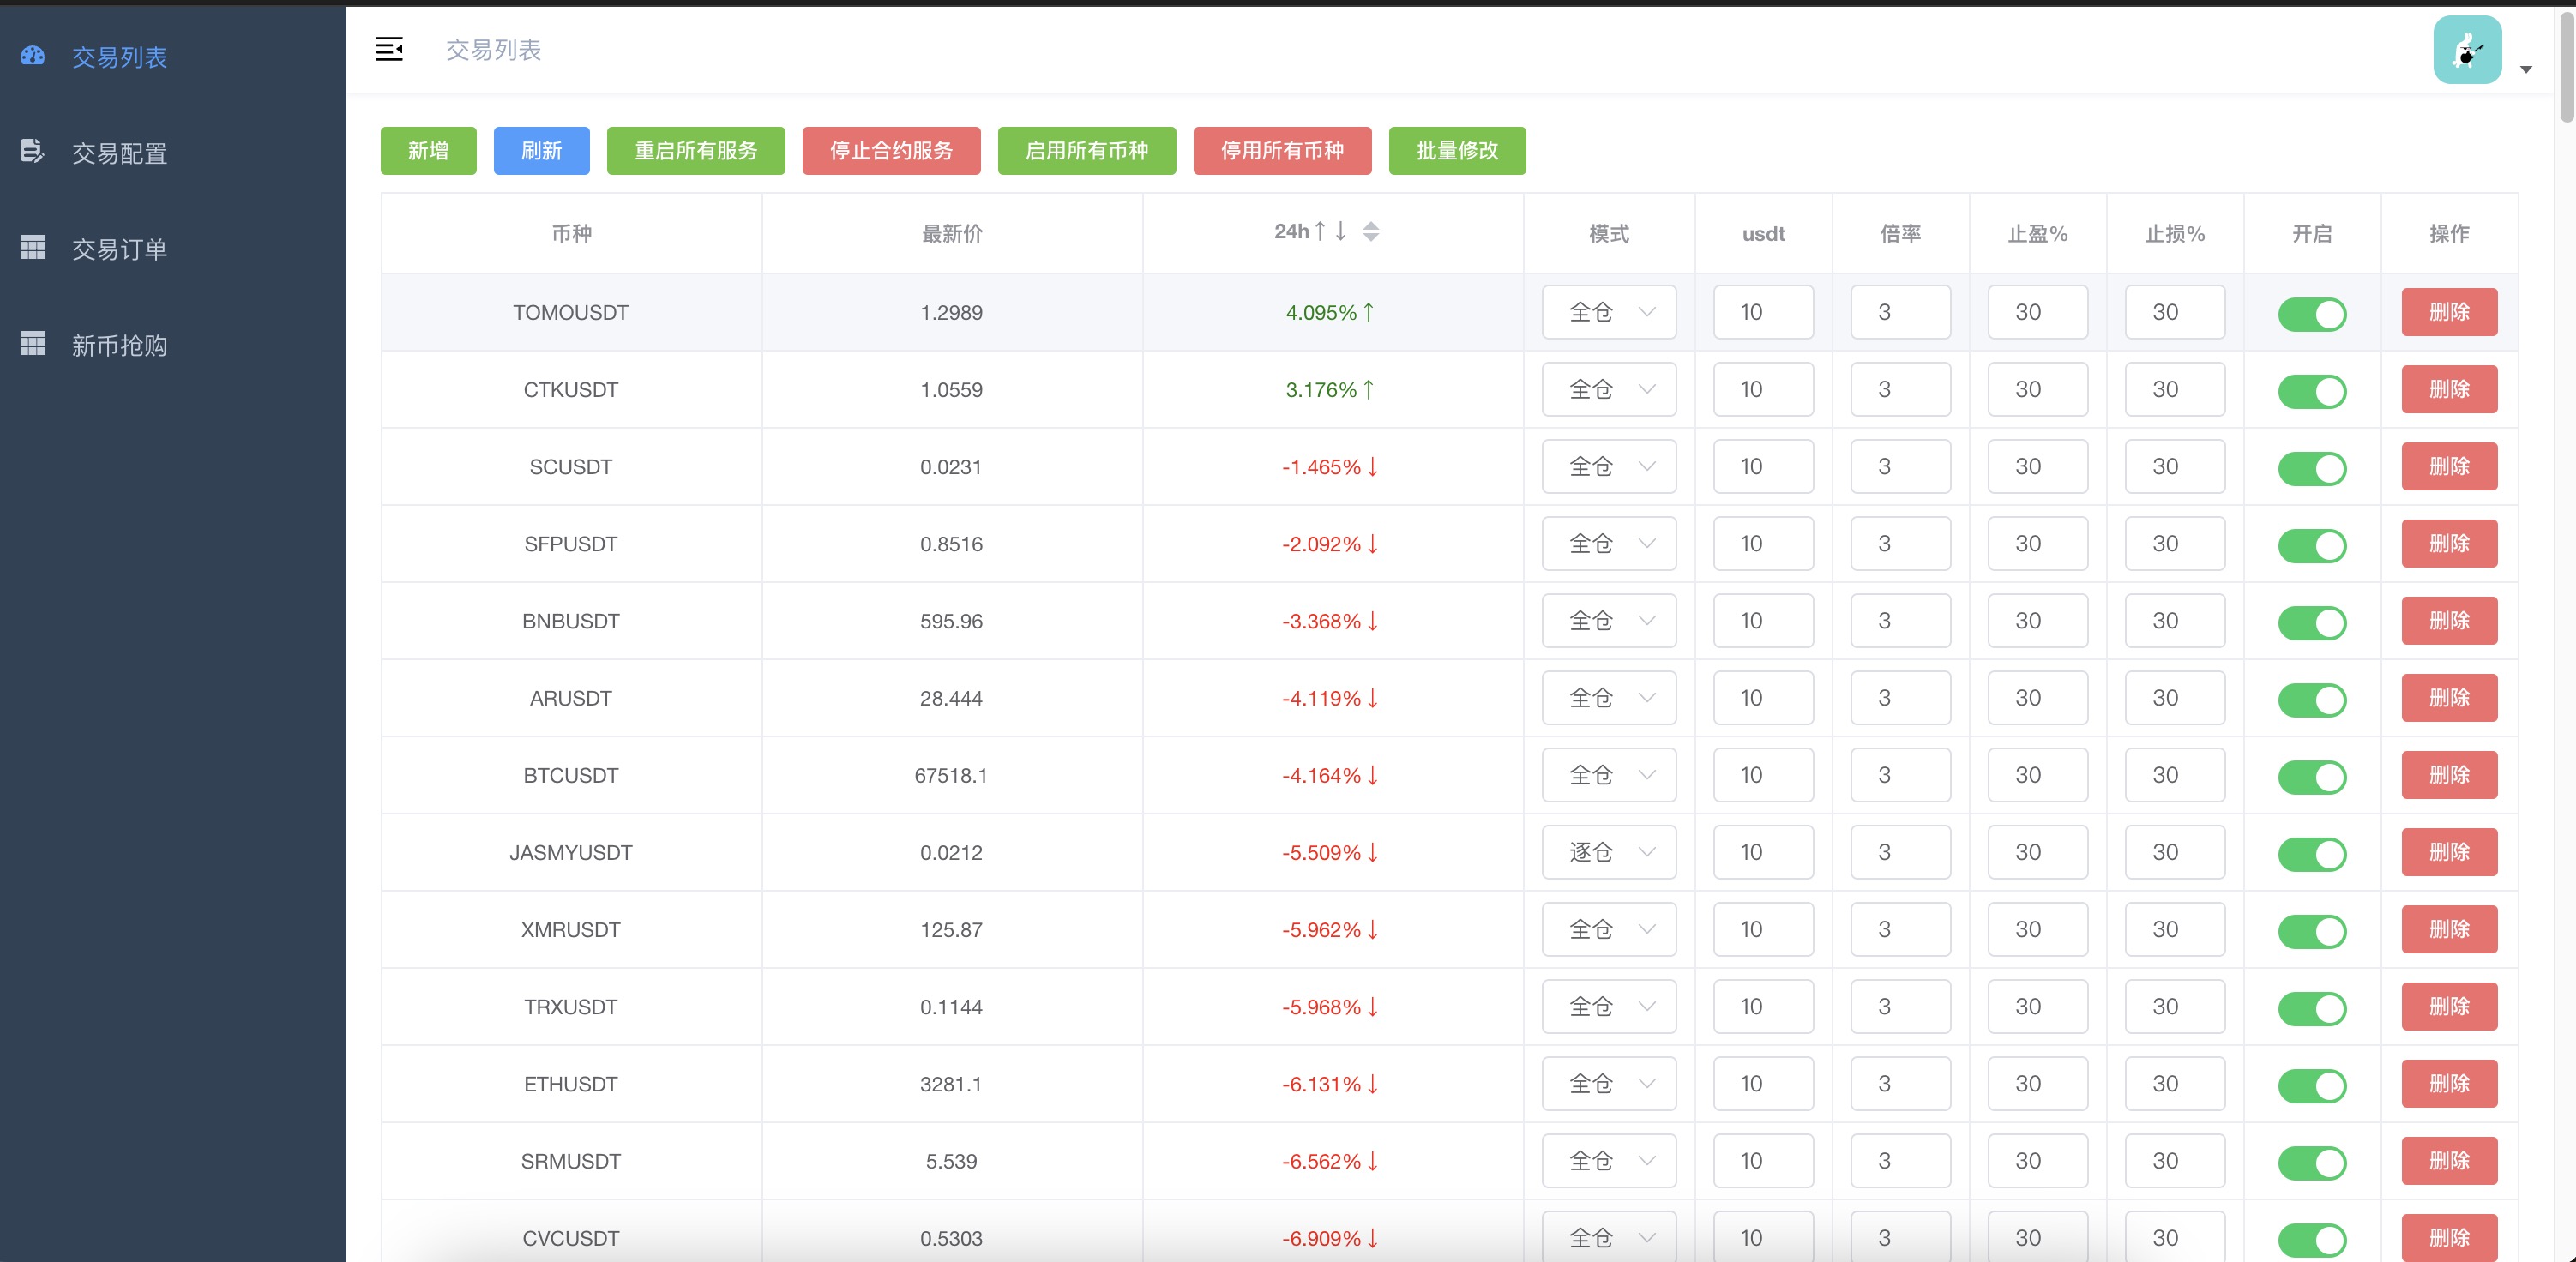 交易列表
交易配置
交易订单
新币抢购
交易列表
新增 刷新 重启所有服务 停止合约服务 启用所有币种 停用所有币种 批量修改
币种 最新价 24h↑↓ 模式 usdt 倍率 止盈% 止损% 开启 操作
TOMOUSDT 1.2989 4.095%↑ 全仓 10 3 30 30 删除
CTKUSDT 1.0559 3.176%↑ 全仓 10 3 30 30 删除
SCUSDT 0.0231 -1.465%↓ 全仓 10 3 30 30 删除
SFPUSDT 0.8516 -2.092%↓ 全仓 10 3 30 30 删除
BNBUSDT 595.96 -3.368%↓ 全仓 10 3 30 30 删除
ARUSDT 28.444 -4.119%↓ 全仓 10 3 30 30 删除
BTCUSDT 67518.1 -4.164%↓ 全仓 10 3 30 30 删除
JASMYUSDT 0.0212 -5.509%↓ 逐仓 10 3 30 30 删除
XMRUSDT 125.87 -5.962%↓ 全仓 10 3 30 30 删除
TRXUSDT 0.1144 -5.968%↓ 全仓 10 3 30 30 删除
ETHUSDT 3281.1 -6.131%↓ 全仓 10 3 30 30 删除
SRMUSDT 5.539 -6.562%↓ 全仓 10 3 30 30 删除
CVCUSDT 0.5303 -6.909%↓ 全仓 10 3 30 30 删除